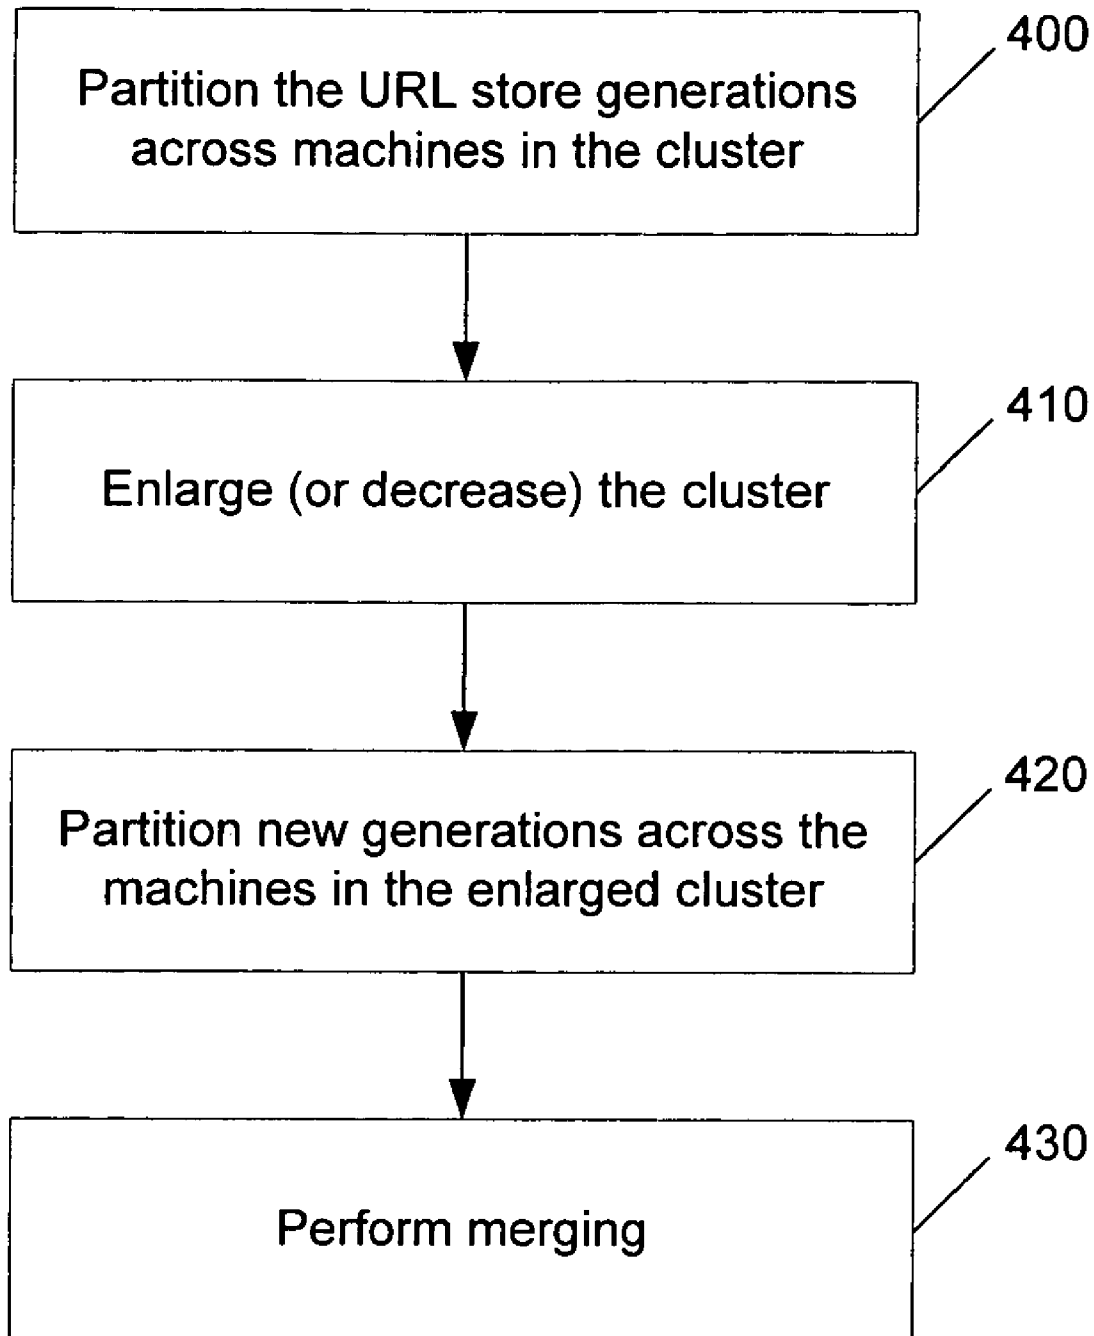 400
Partition the URL store generations
across machines in the cluster
410
Enlarge (or decrease) the cluster
420
Partition new generations across the
machines in the enlarged cluster
430
Perform merging